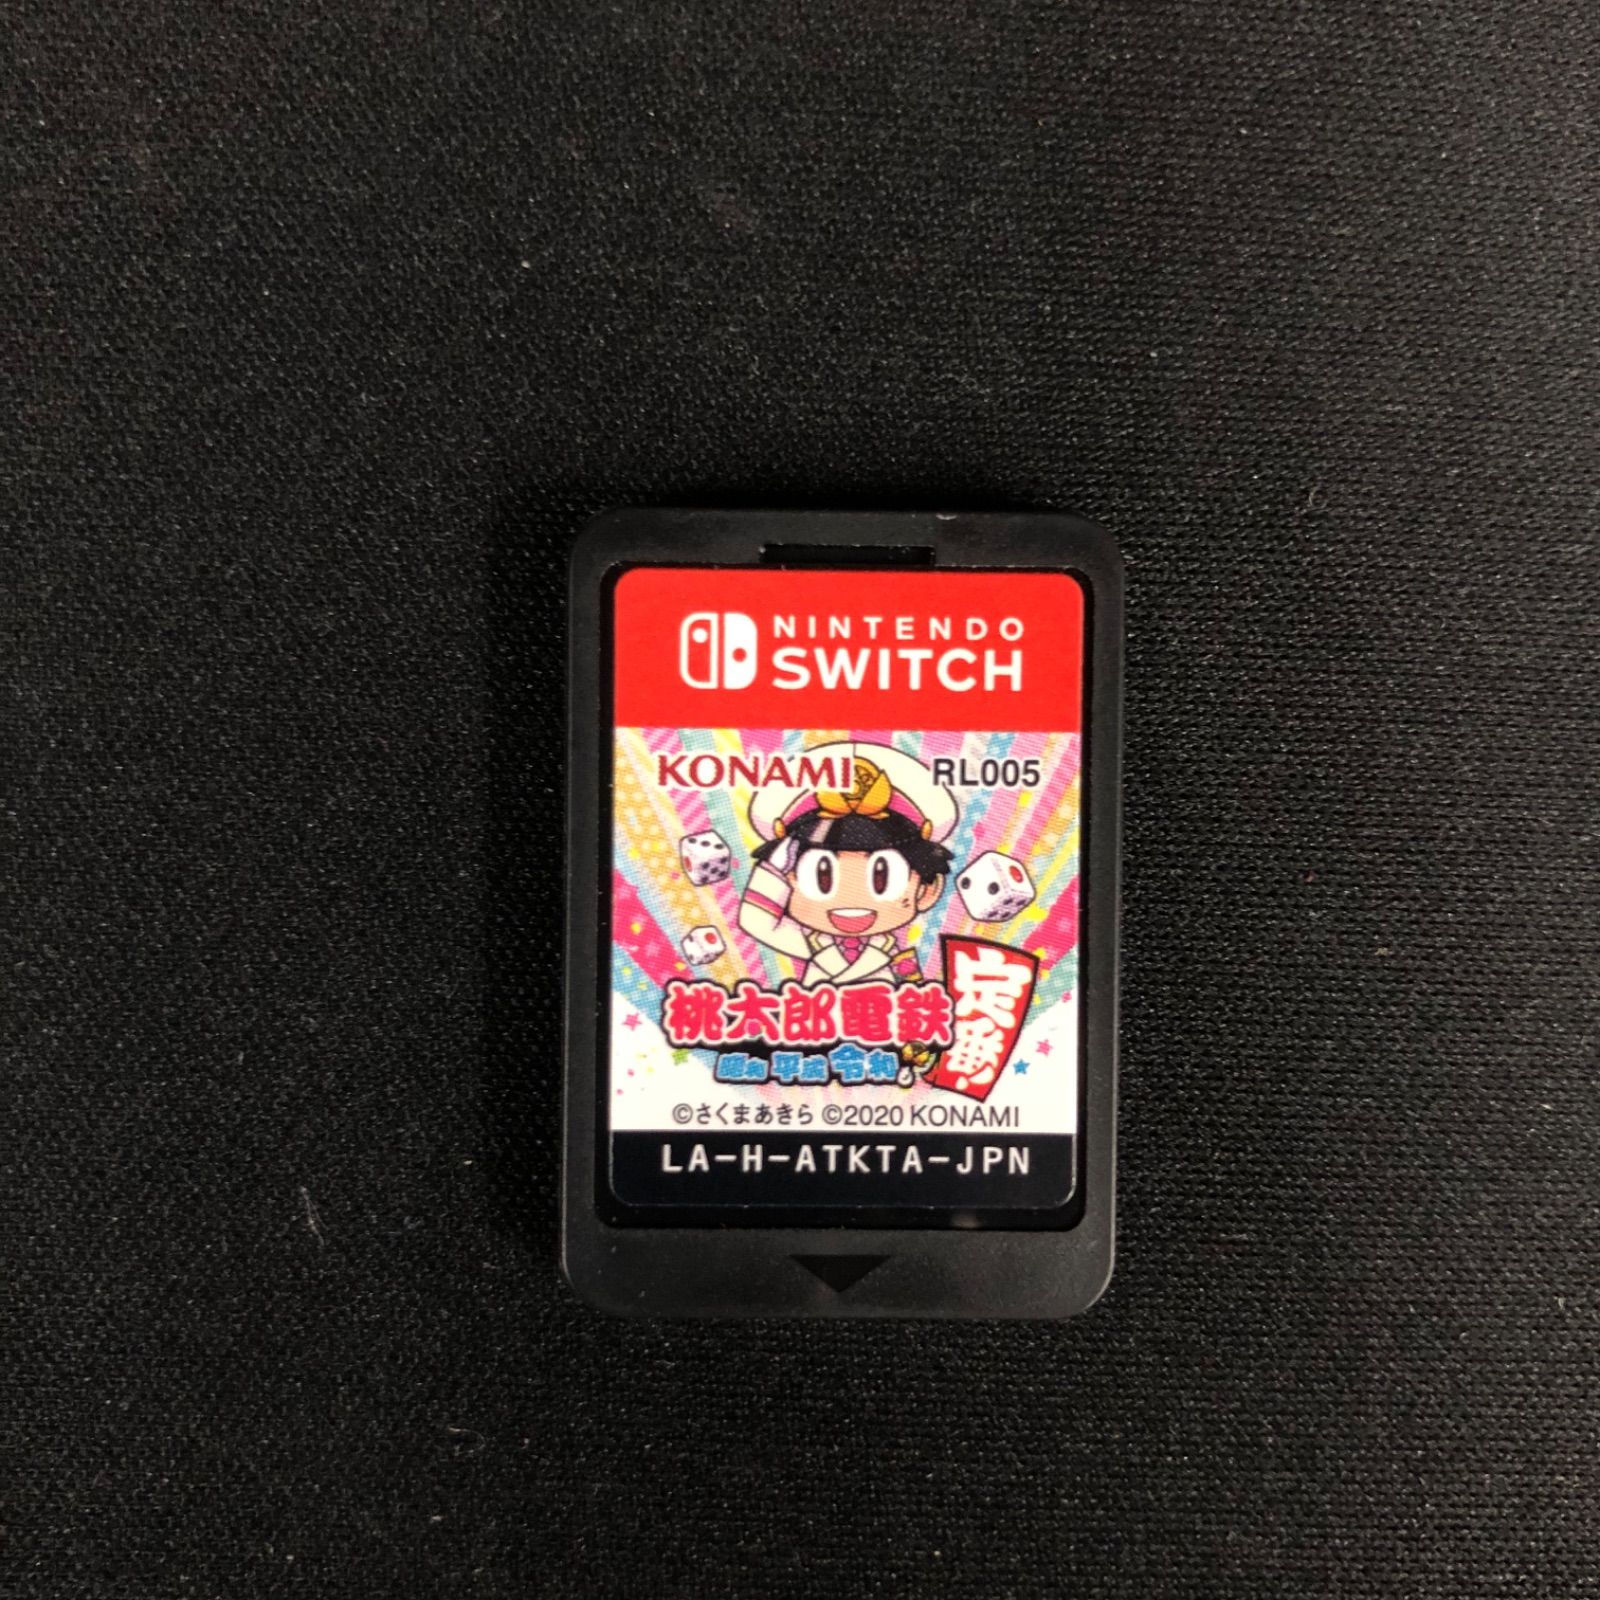 NINTENDO
SWITCH
KONAMI RL005
桃太郎電鉄
昭和 平成 令和
定番!
©さくまあきら ©2020 KONAMI
LA-H-ATKTA-JPN